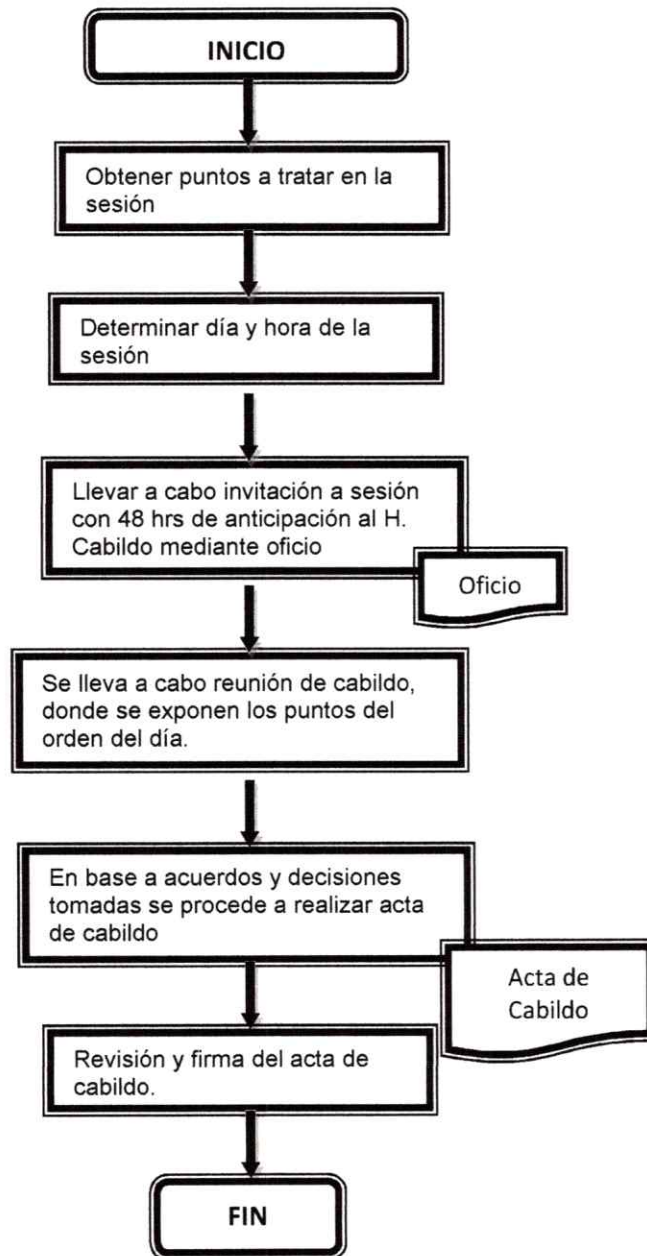 INICIO
Obtener puntos a tratar en la
sesión
Determinar día y hora de la
sesión
Llevar a cabo invitación a sesión
con 48 hrs de anticipación al H.
Cabildo mediante oficio
Oficio
Se lleva a cabo reunión de cabildo,
donde se exponen los puntos del
orden del día.
En base a acuerdos y decisiones
tomadas se procede a realizar acta
de cabildo
Acta de
Cabildo
Revisión y firma del acta de
cabildo.
FIN